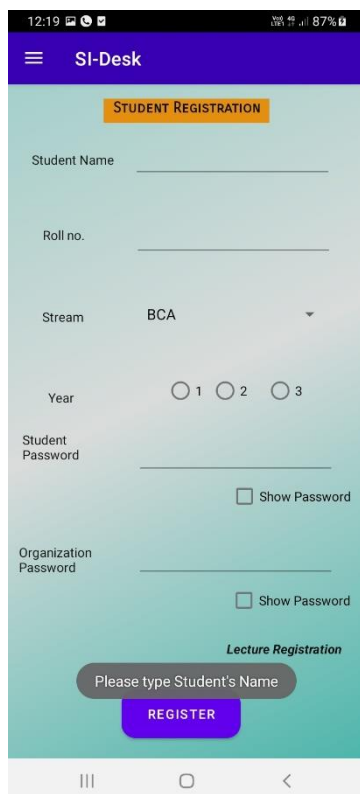 12:19 87%
SI-Desk
STUDENT REGISTRATION
Student Name
Roll no.
Stream BCA
Year 1 2 3
Student
Password
Show Password
Organization
Password
Show Password
Lecture Registration
Please type Student's Name
REGISTER